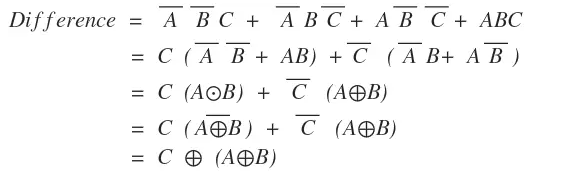 Difference = A̅ B̅ C + A̅ B C̅ + A B̅ C̅ + ABC
= C ( A̅ B̅ + AB) + C̅ ( A̅ B+ A B̅ )
= C (A⊙B) + C̅ (A⊕B)
= C ( A̅⊕̅B̅ ) + C̅ (A⊕B)
= C ⊕ (A⊕B)